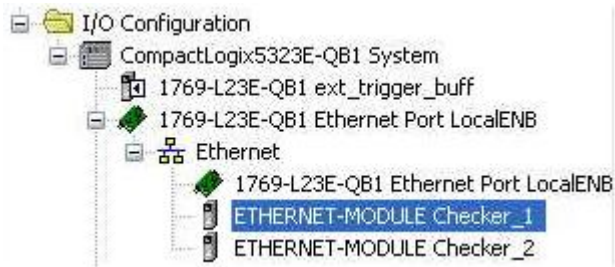 I/O Configuration
CompactLogix5323E-QB1 System
1769-L23E-QB1 ext_trigger_buff
1769-L23E-QB1 Ethernet Port LocalENB
Ethernet
1769-L23E-QB1 Ethernet Port LocalENB
ETHERNET-MODULE Checker_1
ETHERNET-MODULE Checker_2